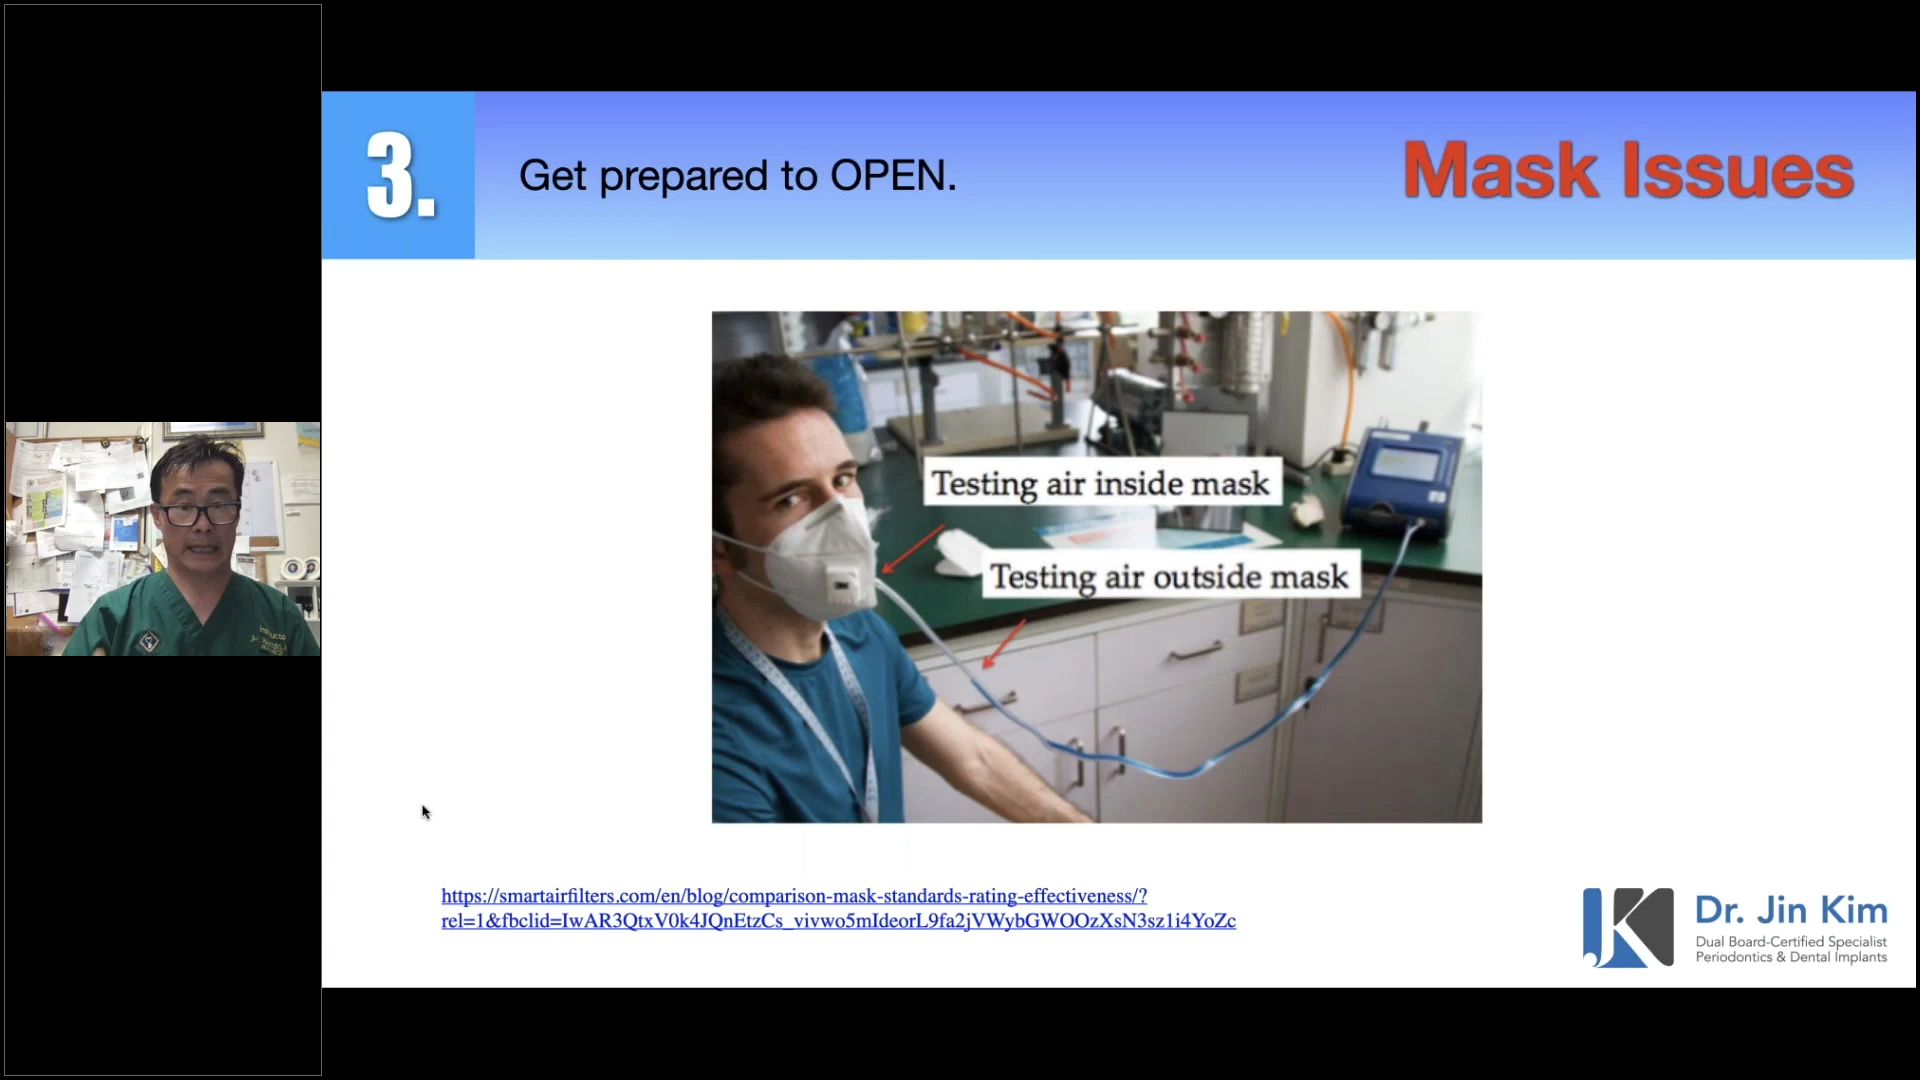 3.
Get prepared to OPEN.
Mask Issues
Testing air inside mask
Testing air outside mask
https://smartairfilters.com/en/blog/comparison-mask-standards-rating-effectiveness/?
rel=1&fbclid=IwAR3QtxV0k4JQnEtzCs_vivwo5mIdeorL9fa2jVWybGWOOzXsN3sz1i4YoZc
JK
Dr. Jin Kim
Dual Board-Certified Specialist
Periodontics & Dental Implants